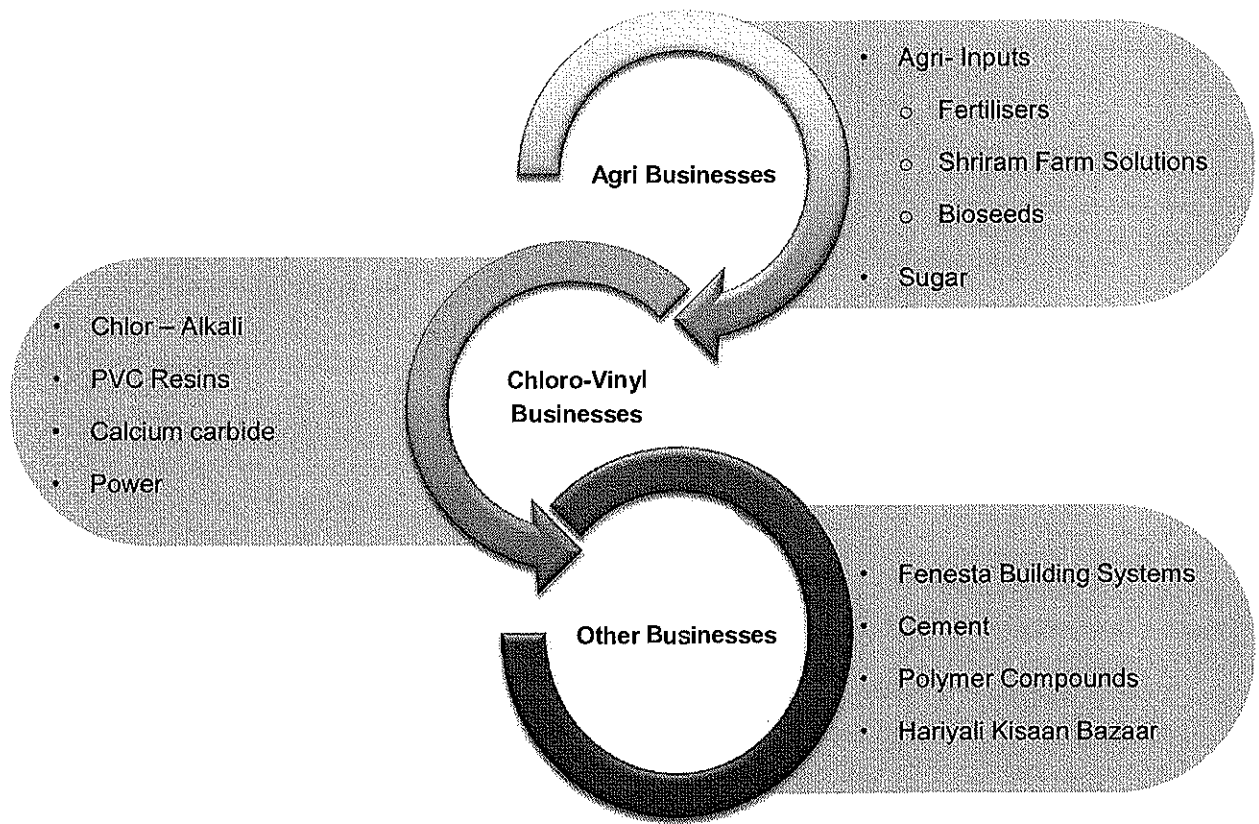 Agri Businesses
• Agri- Inputs
o Fertilisers
o Shriram Farm Solutions
o Bioseeds
• Sugar
Chloro-Vinyl
Businesses
• Chlor – Alkali
• PVC Resins
• Calcium carbide
• Power
Other Businesses
• Fenesta Building Systems
• Cement
• Polymer Compounds
• Hariyali Kisaan Bazaar